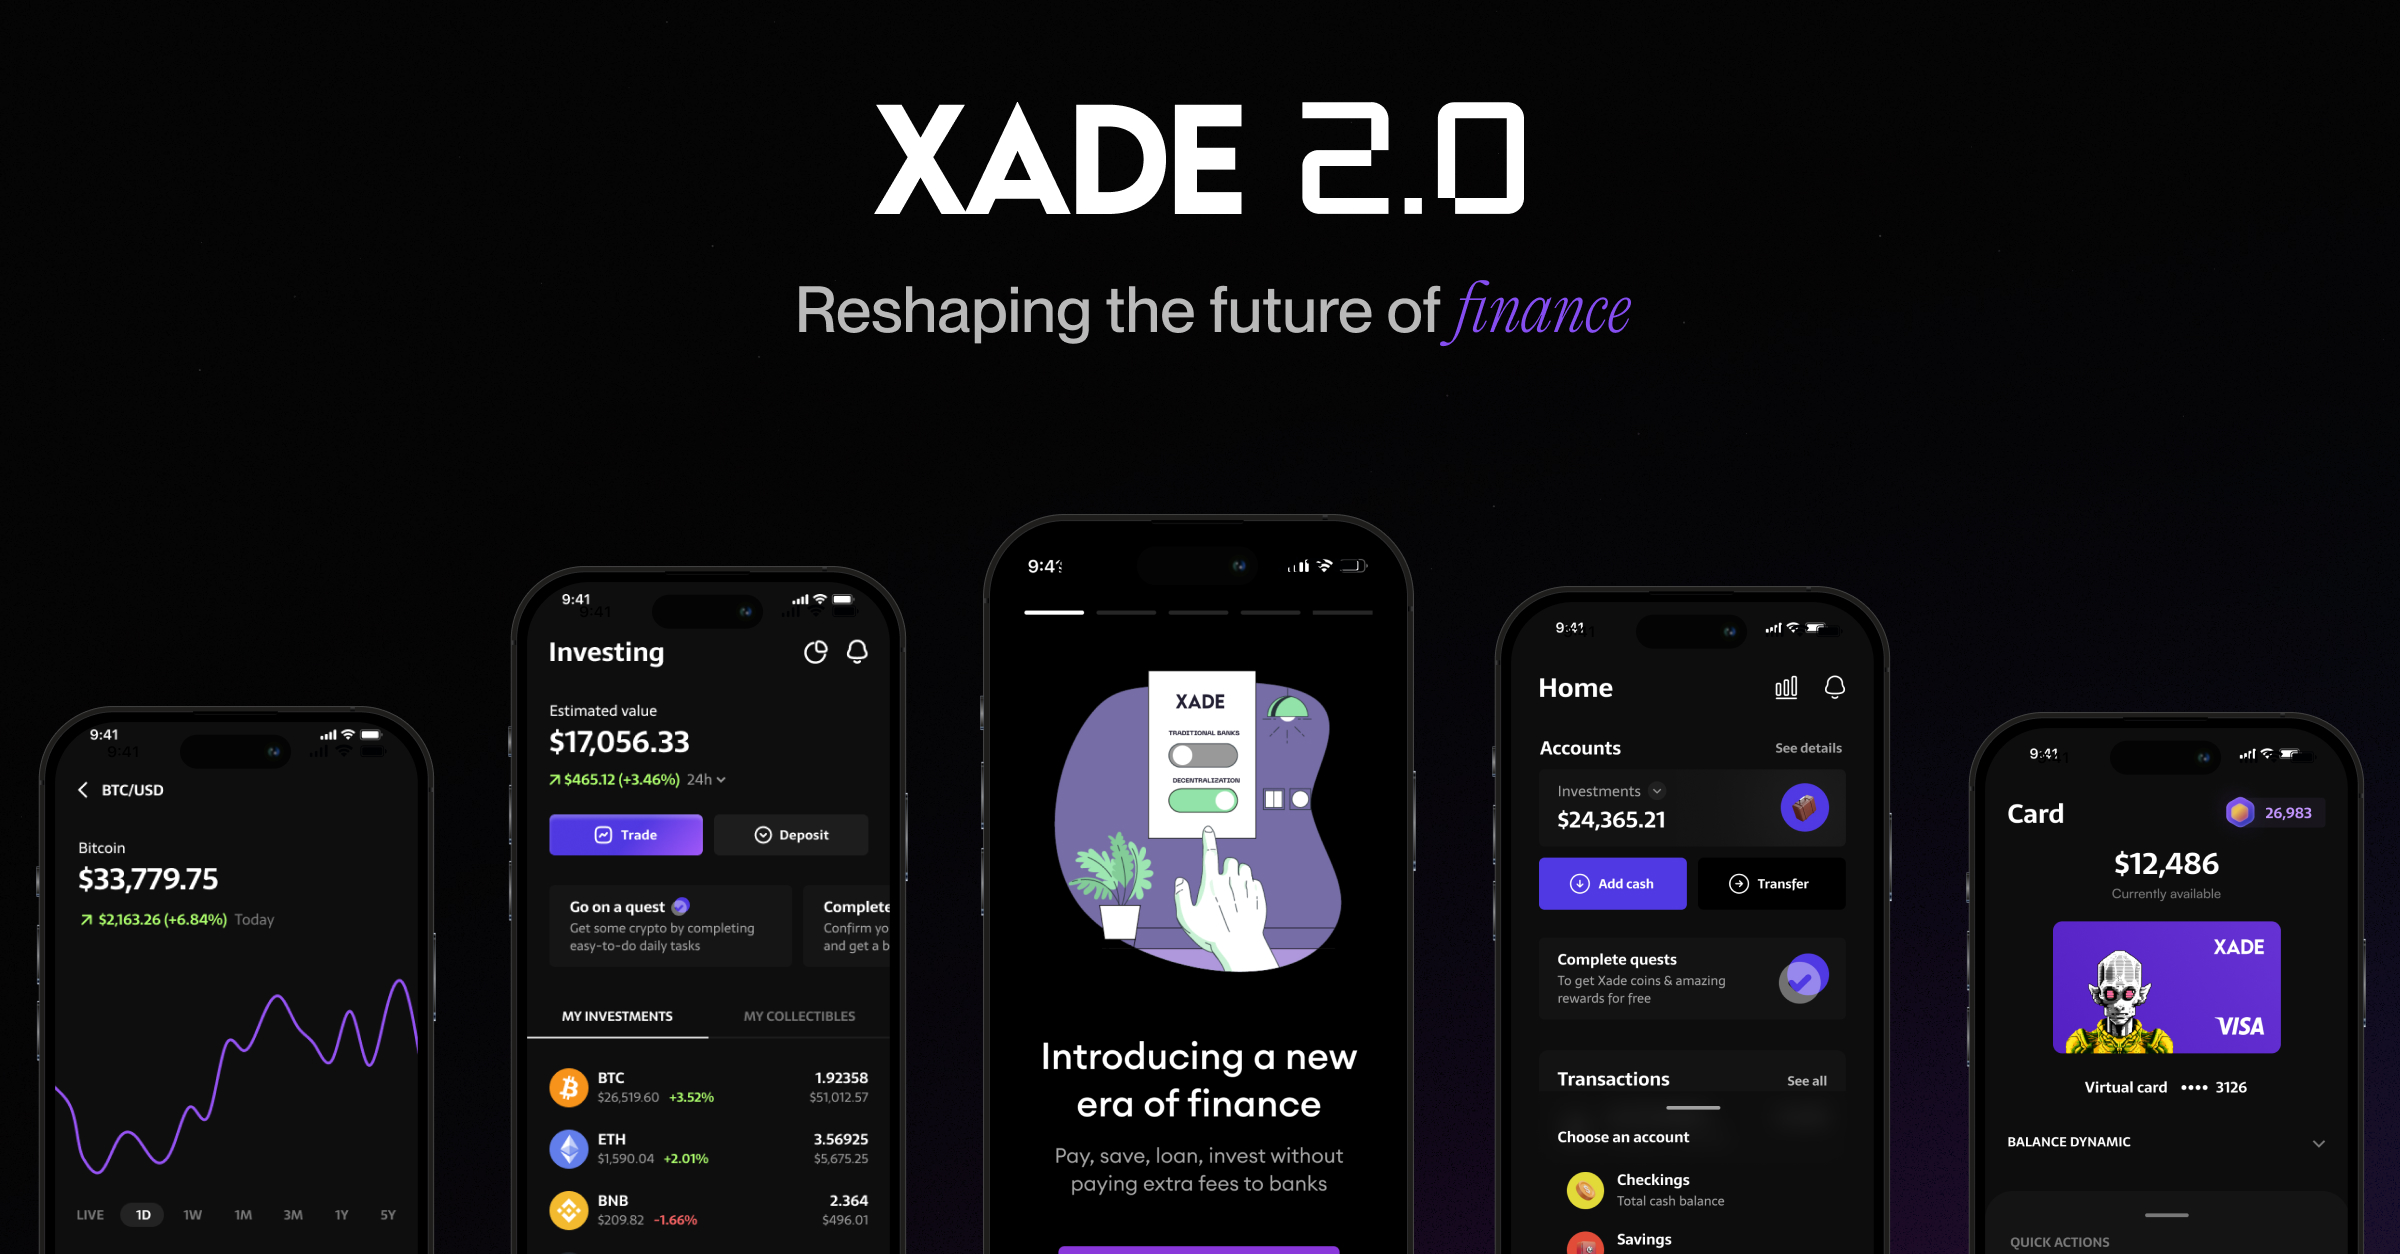 XADE 2.0
Reshaping the future of finance
9:41
BTC/USD
Bitcoin
$33,779.75
$2,163.26 (+6.84%) Today
LIVE 1D 1W 1M 3M 1Y 5Y
9:41
9:41
Investing
Estimated value
$17,056.33
$465.12 (+3.46%) 24h
Trade
Deposit
Go on a quest
Get some crypto by completing
easy-to-do daily tasks
Complete
Confirm yo
and get a b
MY INVESTMENTS
MY COLLECTIBLES
BTC 1.92358
$26,519.60 +3.52% $51,012.57
ETH 3.56925
$1,590.04 +2.01% $5,675.25
BNB 2.364
$209.82 -1.66% $496.01
9:41
XADE
TRADITIONAL BANKS
DECENTRALIZATION
Introducing a new
era of finance
Pay, save, loan, invest without
paying extra fees to banks
9:41
Home
Accounts See details
Investments
$24,365.21
Add cash
Transfer
Complete quests
To get Xade coins & amazing
rewards for free
Transactions See all
Choose an account
Checkings
Total cash balance
Savings
9:41
Card
26,983
$12,486
Currently available
XADE
VISA
Virtual card •••• 3126
BALANCE DYNAMIC
QUICK ACTIONS